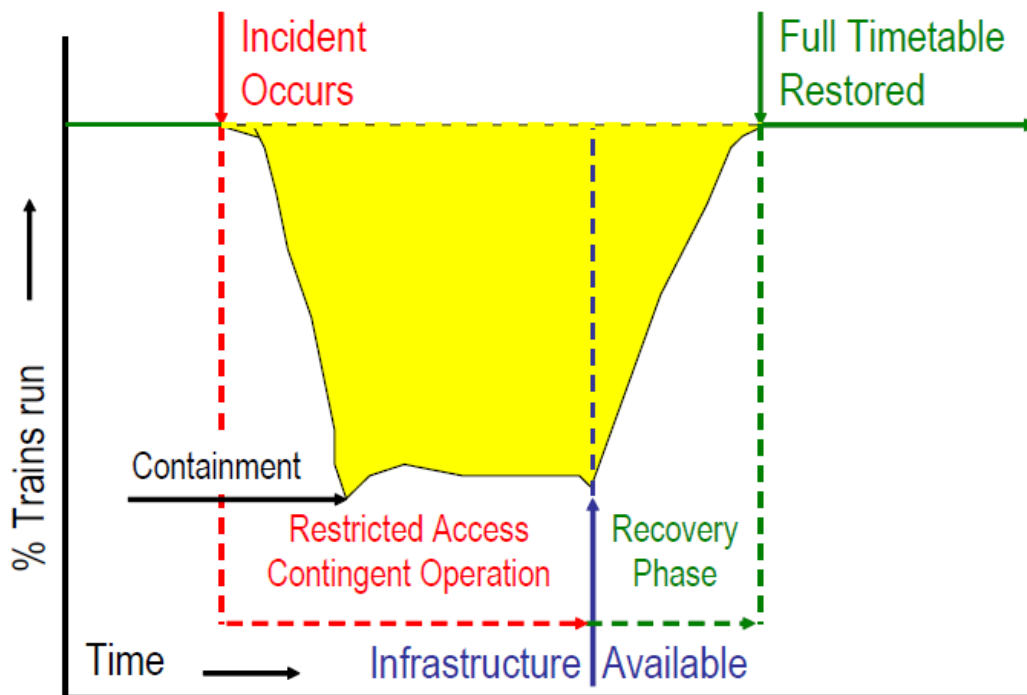 Incident
Occurs
Full Timetable
Restored
% Trains run
Containment
Restricted Access
Contingent Operation
Recovery
Phase
Time
Infrastructure Available